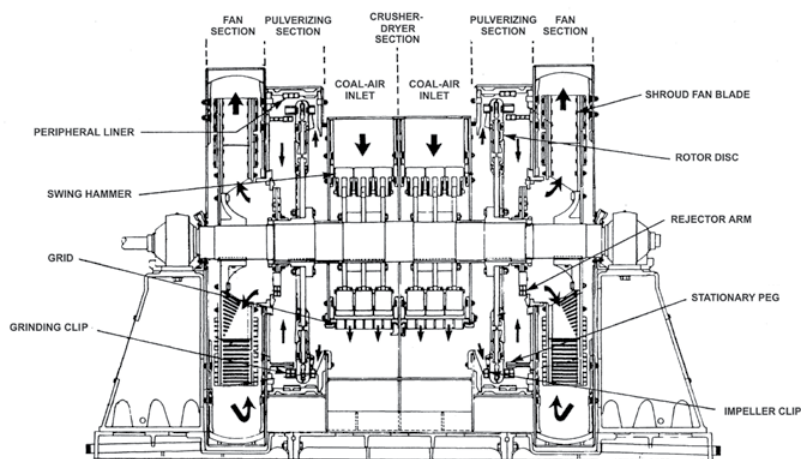 FAN
SECTION
PULVERIZING
SECTION
CRUSHER-
DRYER
SECTION
PULVERIZING
SECTION
FAN
SECTION
COAL-AIR
INLET
COAL-AIR
INLET
SHROUD FAN BLADE
PERIPHERAL LINER
ROTOR DISC
SWING HAMMER
REJECTOR ARM
GRID
STATIONARY PEG
GRINDING CLIP
IMPELLER CLIP